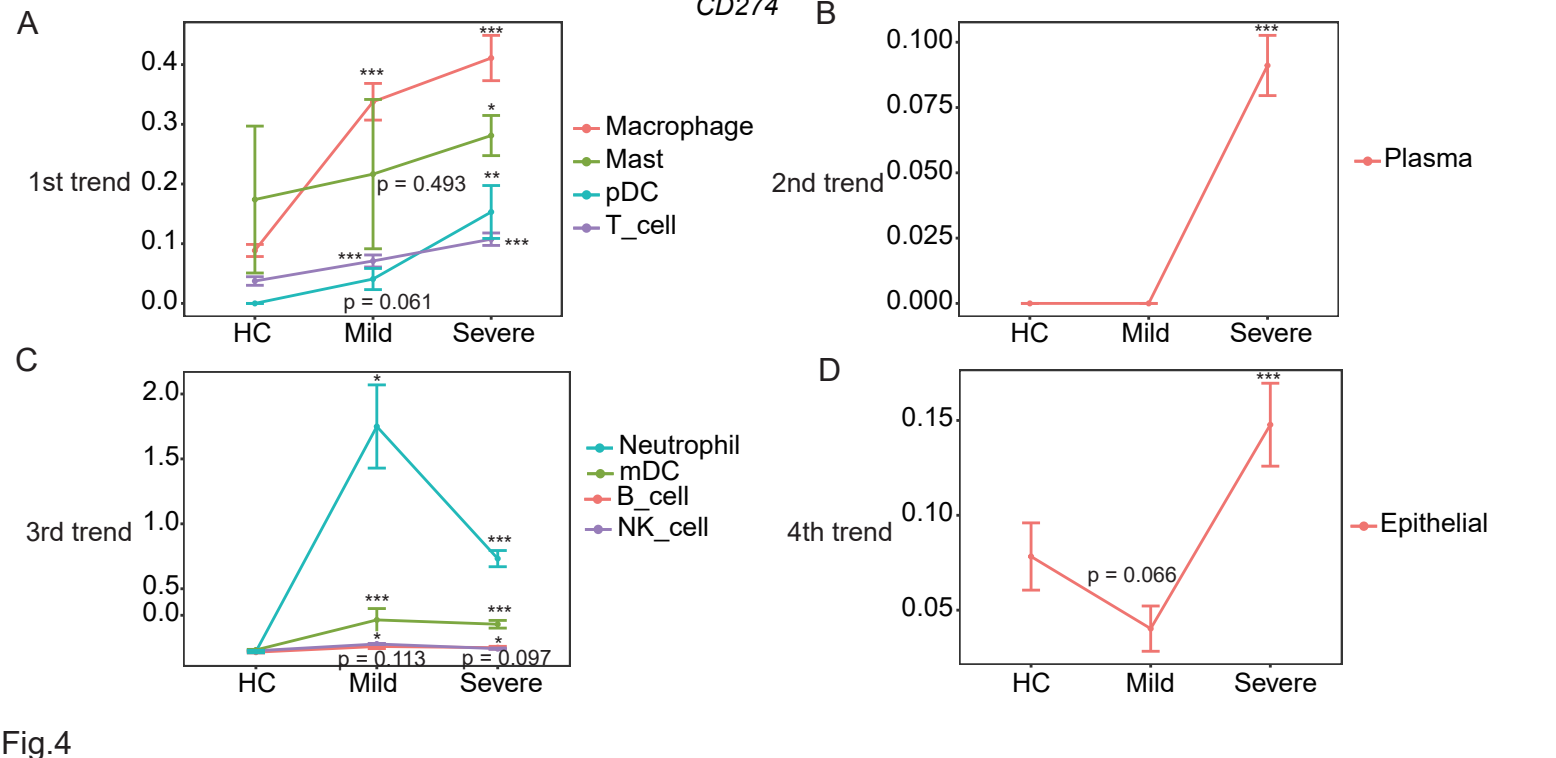 CD274
A
***
***
0.4
*
0.3
Macrophage
Mast
pDC
T_cell
1st trend
0.2
p = 0.493
**
0.1
***
***
0.0
p = 0.061
HC Mild Severe
B
***
0.100
0.075
Plasma
2nd trend
0.050
0.025
0.000
HC Mild Severe
C
*
2.0
1.5
Neutrophil
mDC
B_cell
NK_cell
3rd trend
1.0
***
0.5
0.0
***
***
*
*
p = 0.113 p = 0.097
HC Mild Severe
D
***
0.15
0.10
Epithelial
4th trend
p = 0.066
0.05
HC Mild Severe
Fig.4